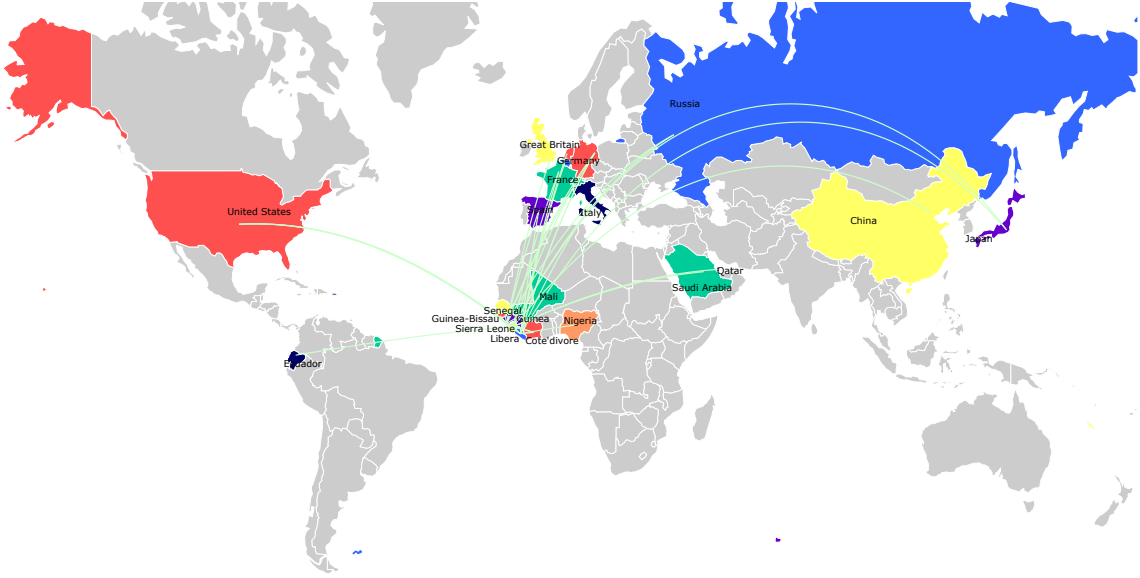 Russia
Great Britain
Germany
France
Spain
Italy
United States
China
Japan
Qatar
Saudi Arabia
Mali
Senegal
Guinea-Bissau
Guinea
Nigeria
Sierra Leone
Libera
Cote'divore
Ecuador